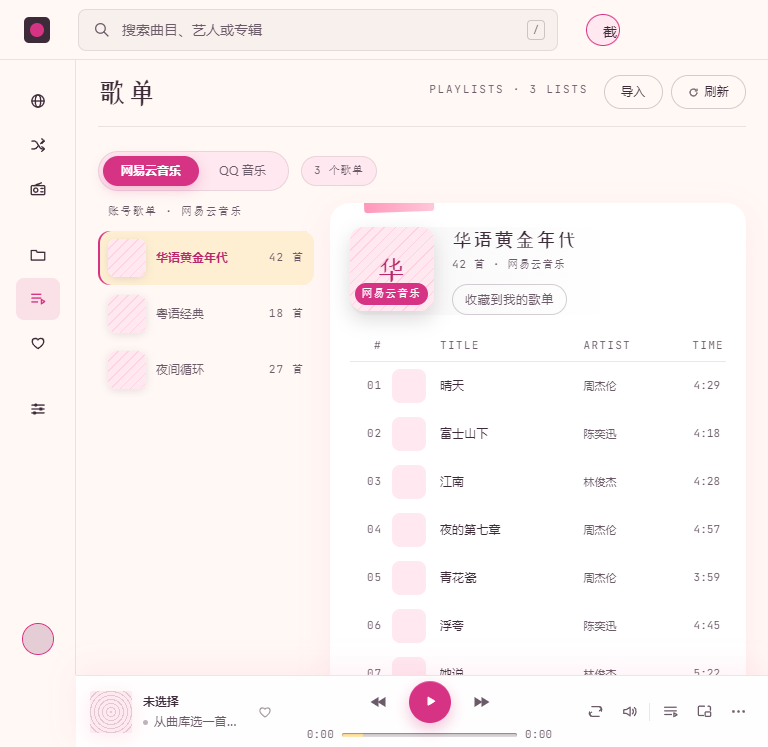 搜索曲目、艺人或专辑 /
截
歌单
PLAYLISTS · 3 LISTS
导入
刷新
网易云音乐
QQ 音乐
3 个歌单
账号歌单 · 网易云音乐
华语黄金年代 42 首
粤语经典 18 首
夜间循环 27 首
华
网易云音乐
华语黄金年代
42 首 · 网易云音乐
收藏到我的歌单
# TITLE ARTIST TIME
01 晴天 周杰伦 4:29
02 富士山下 陈奕迅 4:18
03 江南 林俊杰 4:28
04 夜的第七章 周杰伦 4:57
05 青花瓷 周杰伦 3:59
06 浮夸 陈奕迅 4:45
07 她说 林俊杰 5:22
未选择
从曲库选一首…
0:00 0:00